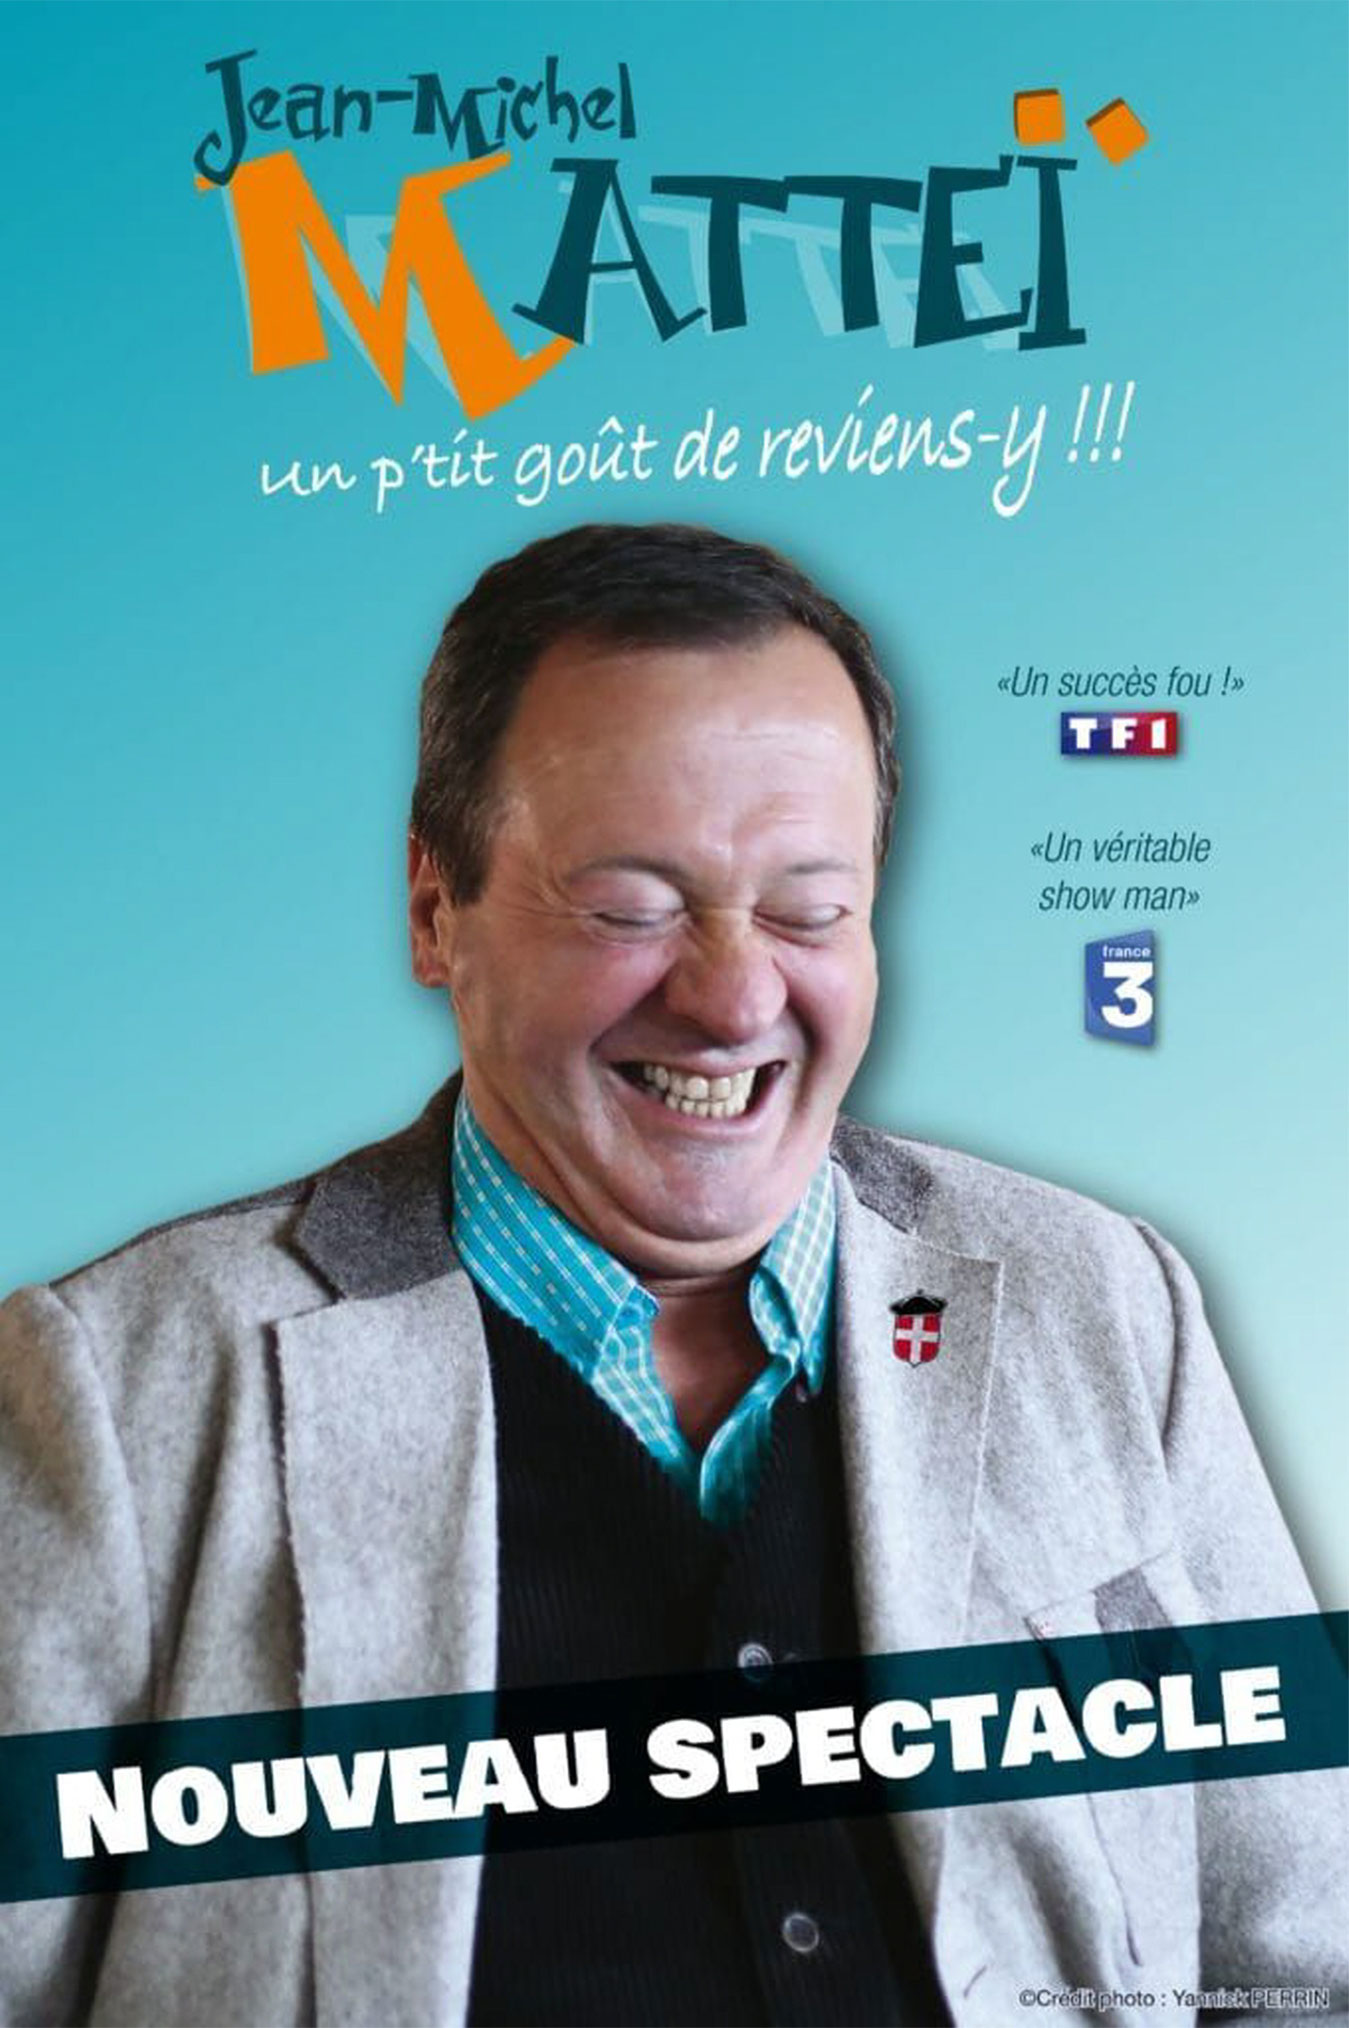 Jean-Michel
MATTEÏ
un p'tit goût de reviens-y !!!
«Un succès fou !»
TF1
«Un véritable
show man»
france
3
NOUVEAU SPECTACLE
©Crédit photo : Yannick PERRIN